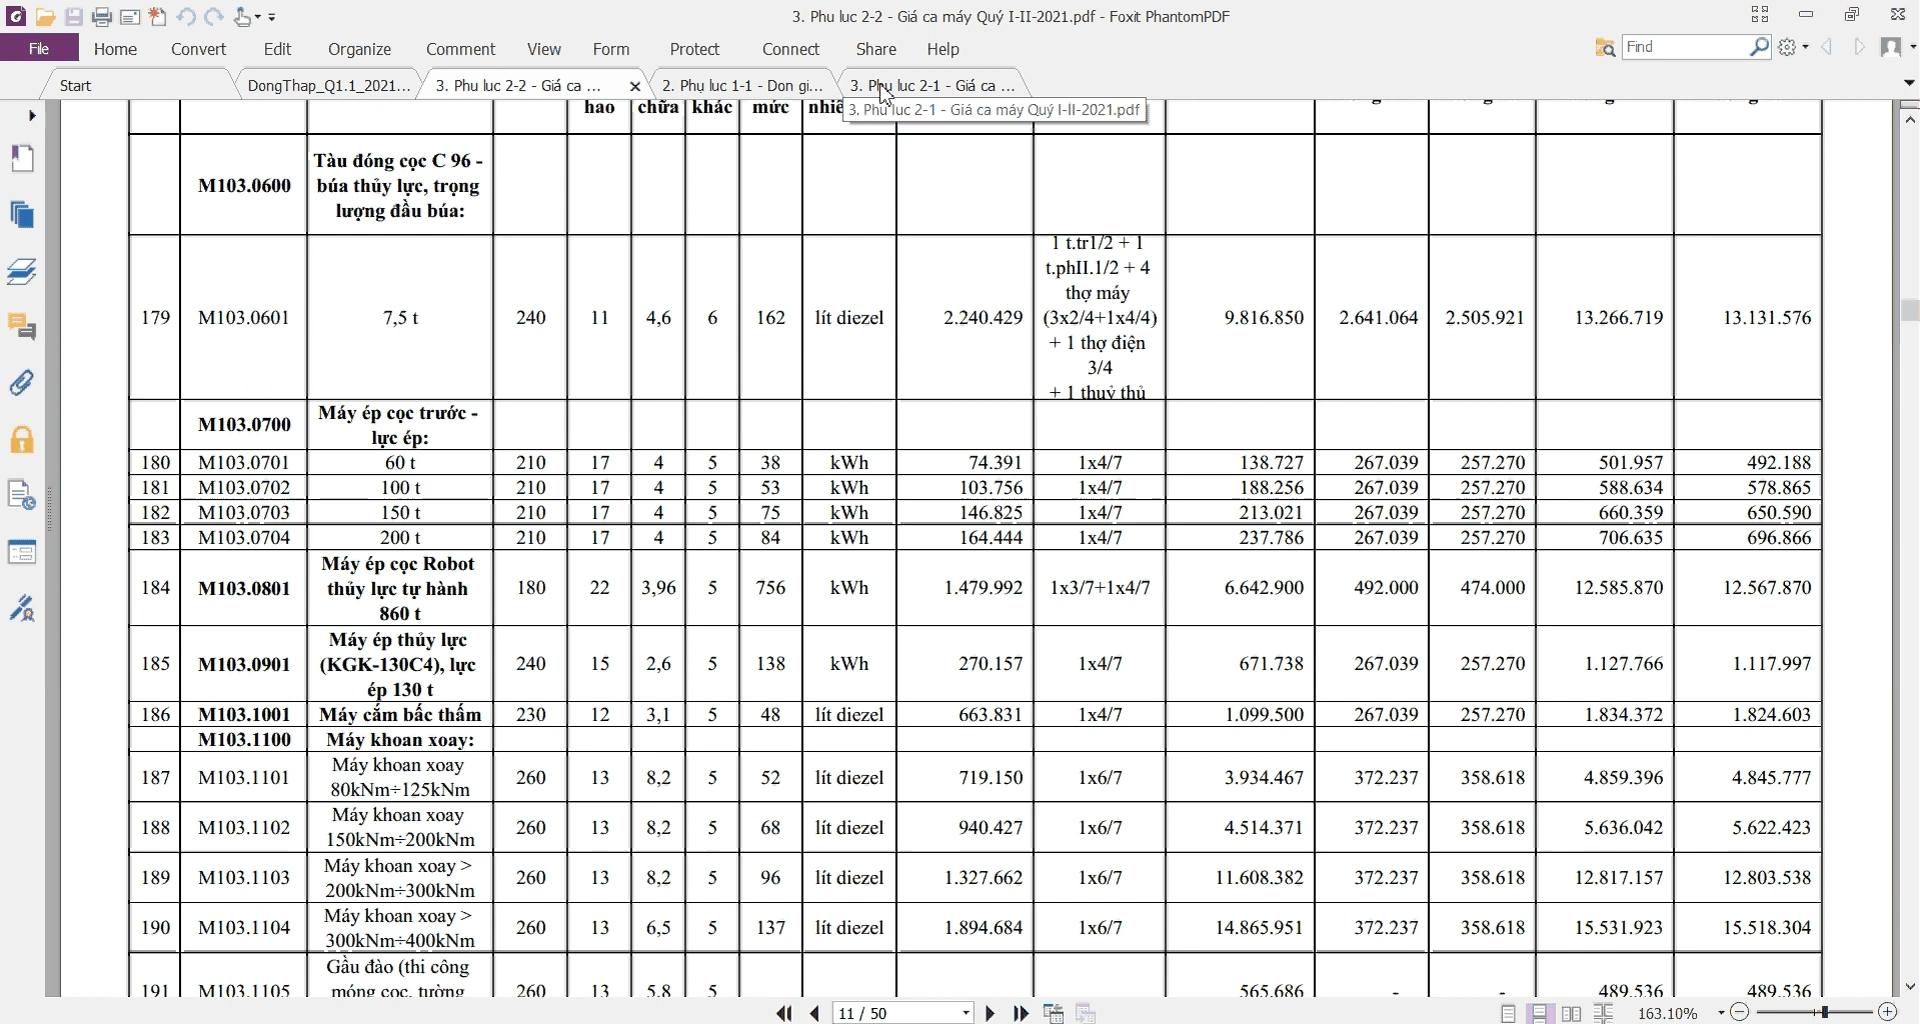 3. Phu luc 2-2 - Giá ca máy Quý I-II-2021.pdf - Foxit PhantomPDF
File Home Convert Edit Organize Comment View Form Protect Connect Share Help Find
Start DongThap_Q1.1_2021... 3. Phu luc 2-2 - Giá ca ... 2. Phụ luc 1-1 - Don gi... 3. Phụ luc 2-1 - Giá ca ...
3. Phụ luc 2-1 - Giá ca máy Quý I-II-2021.pdf
hao chữa khác mức
M103.0600 Tàu đóng cọc C 96 -
búa thủy lực, trọng
lượng đầu búa:
179 M103.0601 7,5 t 240 11 4,6 6 162 lít diezel 2.240.429 1 t.tr1/2 + 1
t.phII.1/2 + 4
thợ máy
(3x2/4+1x4/4)
+ 1 thợ điện
3/4
+ 1 thuỷ thủ
9.816.850 2.641.064 2.505.921 13.266.719 13.131.576
M103.0700 Máy ép cọc trước -
lực ép:
180 M103.0701 60 t 210 17 4 5 38 kWh 74.391 1x4/7 138.727 267.039 257.270 501.957 492.188
181 M103.0702 100 t 210 17 4 5 53 kWh 103.756 1x4/7 188.256 267.039 257.270 588.634 578.865
182 M103.0703 150 t 210 17 4 5 75 kWh 146.825 1x4/7 213.021 267.039 257.270 660.359 650.590
183 M103.0704 200 t 210 17 4 5 84 kWh 164.444 1x4/7 237.786 267.039 257.270 706.635 696.866
184 M103.0801 Máy ép cọc Robot
thủy lực tự hành
860 t
180 22 3,96 5 756 kWh 1.479.992 1x3/7+1x4/7 6.642.900 492.000 474.000 12.585.870 12.567.870
185 M103.0901 Máy ép thủy lực
(KGK-130C4), lực
ép 130 t
240 15 2,6 5 138 kWh 270.157 1x4/7 671.738 267.039 257.270 1.127.766 1.117.997
186 M103.1001 Máy cắm bấc thấm 230 12 3,1 5 48 lít diezel 663.831 1x4/7 1.099.500 267.039 257.270 1.834.372 1.824.603
M103.1100 Máy khoan xoay:
187 M103.1101 Máy khoan xoay
80kNm÷125kNm
260 13 8,2 5 52 lít diezel 719.150 1x6/7 3.934.467 372.237 358.618 4.859.396 4.845.777
188 M103.1102 Máy khoan xoay
150kNm÷200kNm
260 13 8,2 5 68 lít diezel 940.427 1x6/7 4.514.371 372.237 358.618 5.636.042 5.622.423
189 M103.1103 Máy khoan xoay >
200kNm÷300kNm
260 13 8,2 5 96 lít diezel 1.327.662 1x6/7 11.608.382 372.237 358.618 12.817.157 12.803.538
190 M103.1104 Máy khoan xoay >
300kNm÷400kNm
260 13 6,5 5 137 lít diezel 1.894.684 1x6/7 14.865.951 372.237 358.618 15.531.923 15.518.304
191 M103.1105 Gầu đào (thi công
móng cọc, tường
260 13 5,8 5 565.686 - - 489.536 489.536
11 / 50 163.10%